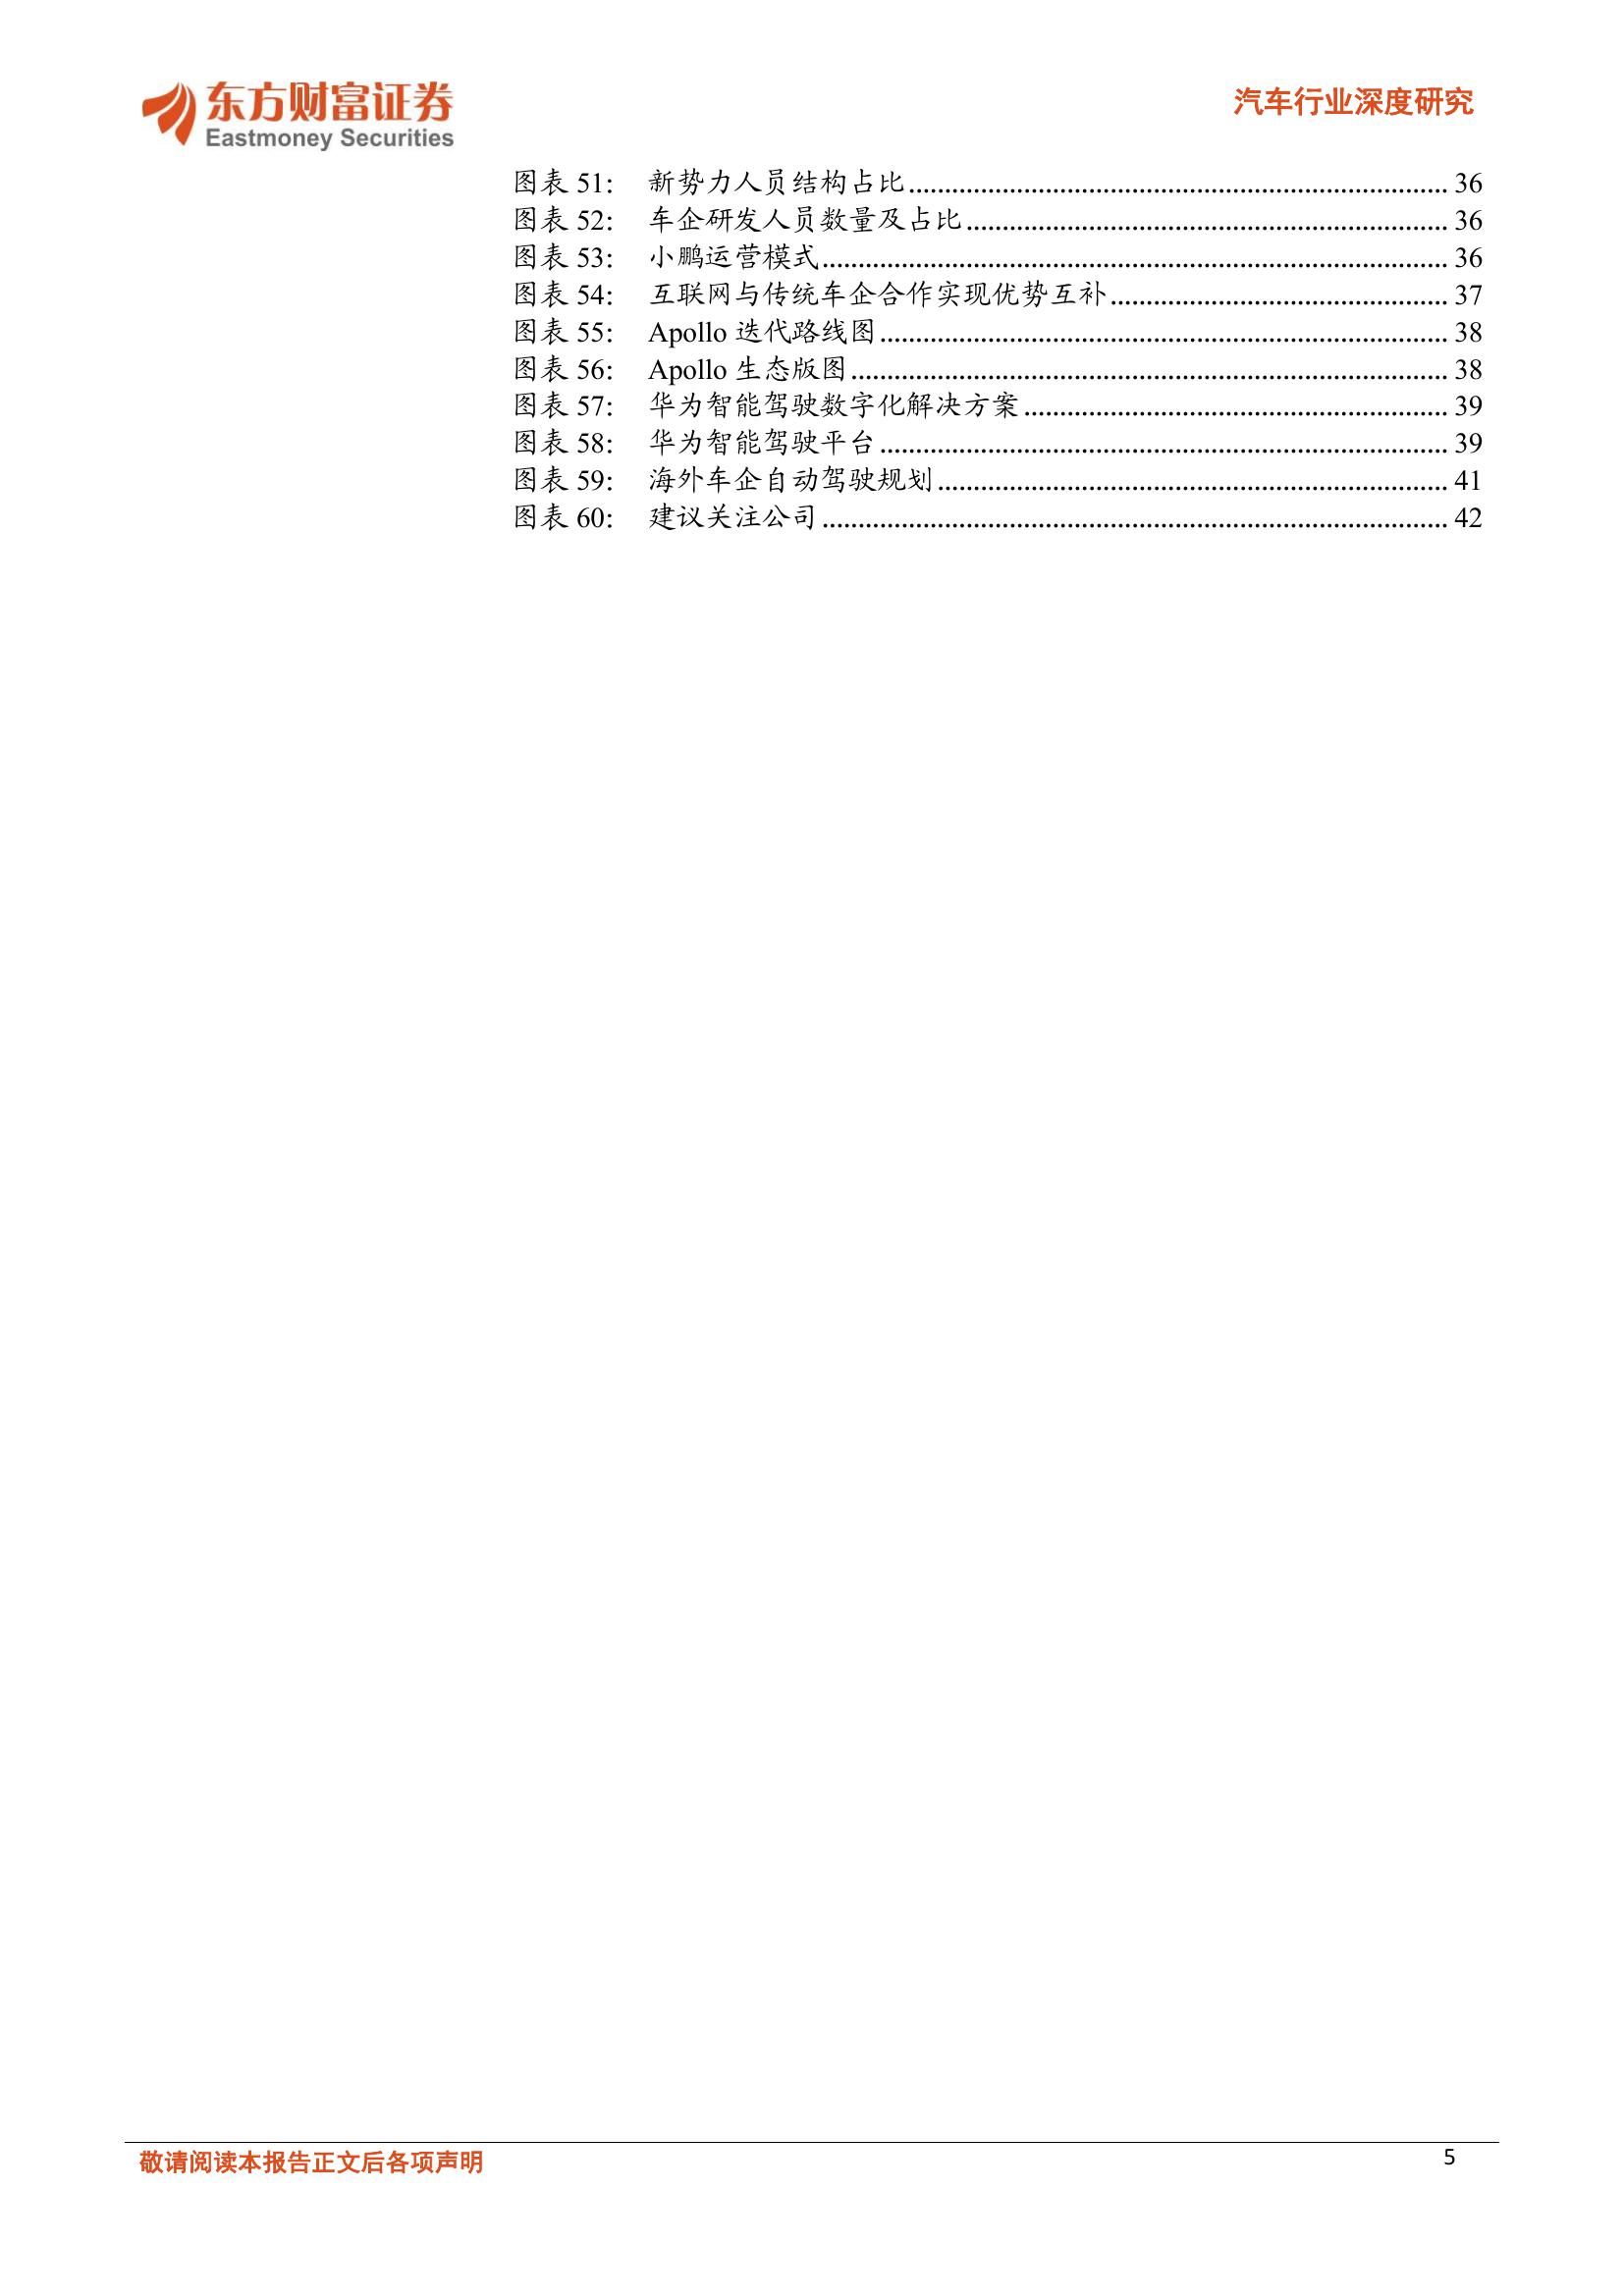 东方财富证券
Eastmoney Securities
汽车行业深度研究
图表 51： 新势力人员结构占比........................................ 36
图表 52： 车企研发人员数量及占比........................................ 36
图表 53： 小鹏运营模式........................................ 36
图表 54： 互联网与传统车企合作实现优势互补........................................ 37
图表 55： Apollo 迭代路线图........................................ 38
图表 56： Apollo 生态版图........................................ 38
图表 57： 华为智能驾驶数字化解决方案........................................ 39
图表 58： 华为智能驾驶平台........................................ 39
图表 59： 海外车企自动驾驶规划........................................ 41
图表 60： 建议关注公司........................................ 42
敬请阅读本报告正文后各项声明
5